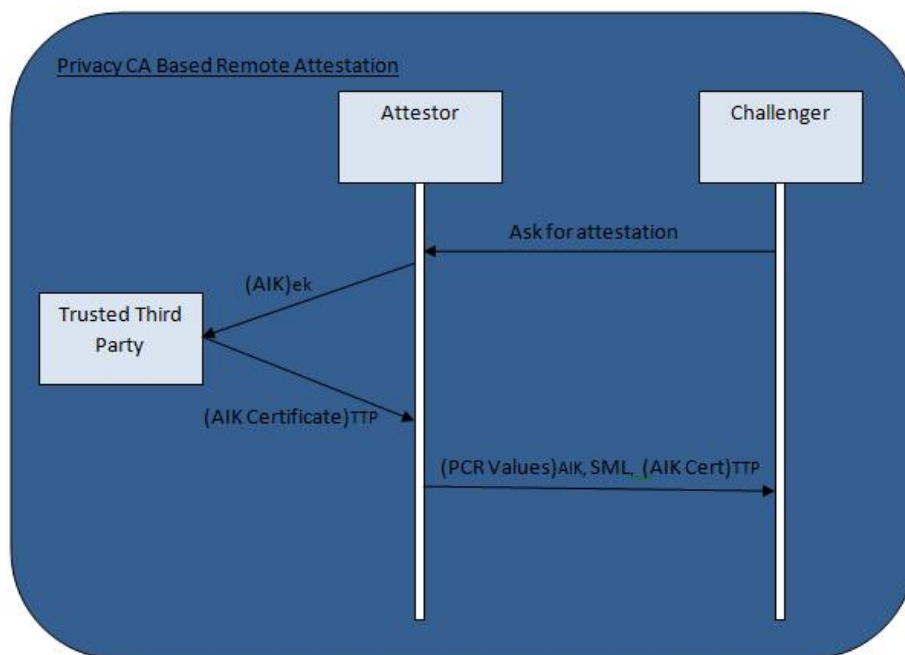 Privacy CA Based Remote Attestation
Attestor
Challenger
Ask for attestation
(AIK)ek
Trusted Third
Party
(AIK Certificate)TTP
(PCR Values)AIK, SML, (AIK Cert)TTP